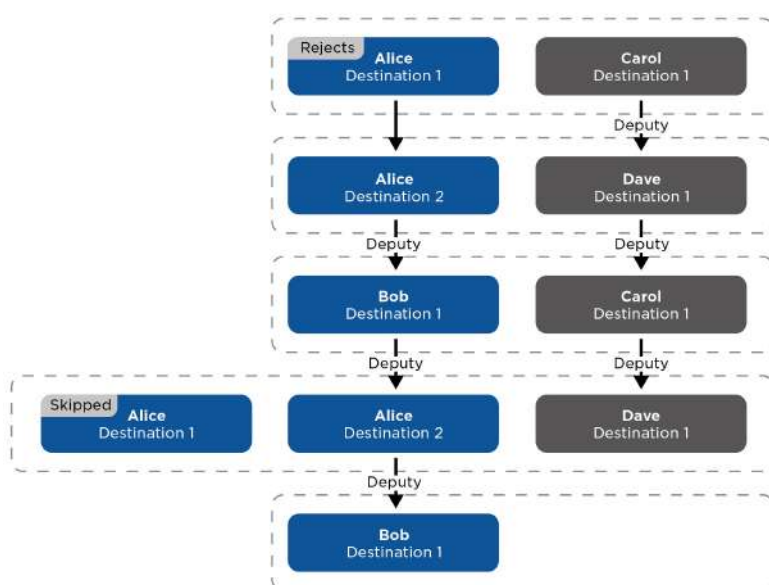 Rejects
Alice
Destination 1
Carol
Destination 1
Deputy
Alice
Destination 2
Dave
Destination 1
Deputy
Deputy
Bob
Destination 1
Carol
Destination 1
Deputy
Deputy
Skipped
Alice
Destination 1
Alice
Destination 2
Dave
Destination 1
Deputy
Bob
Destination 1